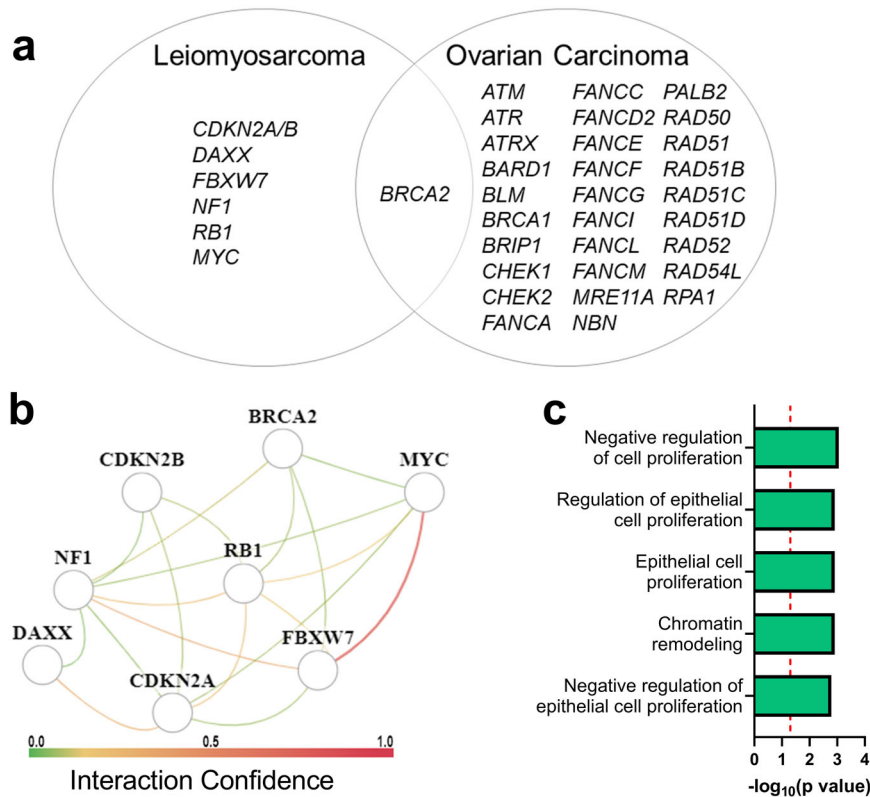 a
Leiomyosarcoma
Ovarian Carcinoma
CDKN2A/B
DAXX
FBXW7
NF1
RB1
MYC
BRCA2
ATM FANCC PALB2
ATR FANCD2 RAD50
ATRX FANCE RAD51
BARD1 FANCF RAD51B
BLM FANCG RAD51C
BRCA1 FANCI RAD51D
BRIP1 FANCL RAD52
CHEK1 FANCM RAD54L
CHEK2 MRE11A RPA1
FANCA NBN
b
BRCA2
CDKN2B
MYC
NF1
RB1
DAXX
FBXW7
CDKN2A
0.0 0.5 1.0
Interaction Confidence
c
Negative regulation
of cell proliferation
Regulation of epithelial
cell proliferation
Epithelial cell
proliferation
Chromatin
remodeling
Negative regulation of
epithelial cell proliferation
0 1 2 3 4
-log10(p value)